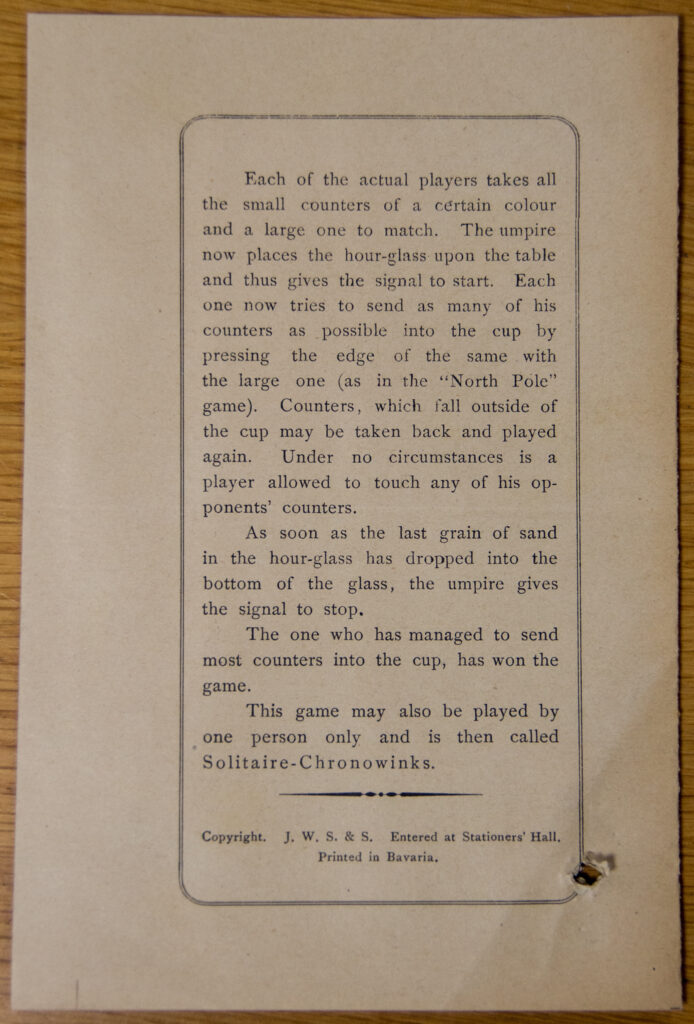 Each of the actual players takes all
the small counters of a certain colour
and a large one to match. The umpire
now places the hour-glass upon the table
and thus gives the signal to start. Each
one now tries to send as many of his
counters as possible into the cup by
pressing the edge of the same with
the large one (as in the “North Pole”
game). Counters, which fall outside of
the cup may be taken back and played
again. Under no circumstances is a
player allowed to touch any of his op-
ponents’ counters.
As soon as the last grain of sand
in the hour-glass has dropped into the
bottom of the glass, the umpire gives
the signal to stop.
The one who has managed to send
most counters into the cup, has won the
game.
This game may also be played by
one person only and is then called
Solitaire-Chronowinks.
Copyright. J. W. S. & S. Entered at Stationers’ Hall.
Printed in Bavaria.